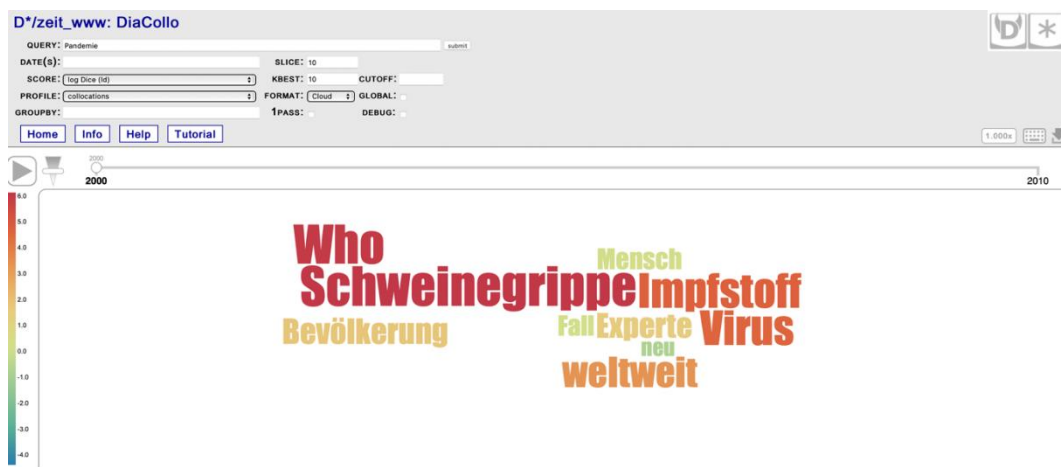 D*/zeit_www: DiaCollo
QUERY: Pandemie submit
DATE(S): SLICE: 10
SCORE: log Dice (ld) KBEST: 10 CUTOFF:
PROFILE: collocations FORMAT: Cloud GLOBAL:
GROUPBY: 1PASS: DEBUG:
Home Info Help Tutorial
1.000x
D *
2000
2000 2010
6.0
5.0
4.0
3.0
2.0
1.0
0.0
-1.0
-2.0
-3.0
-4.0
Who
Mensch
Schweinegrippe Impfstoff
Bevölkerung Fall Experte Virus
neu
weltweit